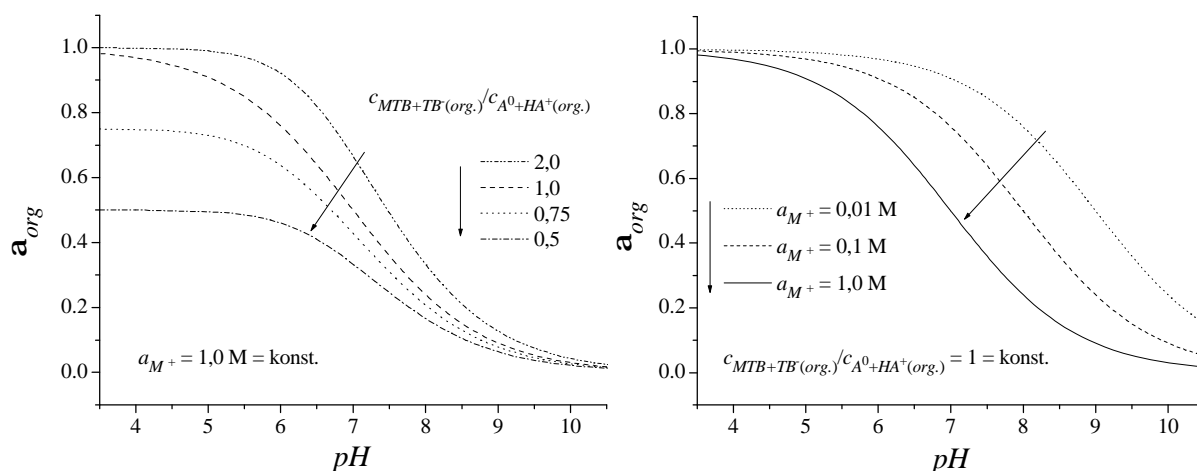 1.0
0.8
0.6
0.4
0.2
0.0
a_org
c_MTB+TB⁻(org.)/c_A⁰+HA⁺(org.)
2,0
1,0
0,75
0,5
a_M⁺ = 1,0 M = konst.
4 5 6 7 8 9 10
pH
1.0
0.8
0.6
0.4
0.2
0.0
a_org
a_M⁺ = 0,01 M
a_M⁺ = 0,1 M
a_M⁺ = 1,0 M
c_MTB+TB⁻(org.)/c_A⁰+HA⁺(org.) = 1 = konst.
4 5 6 7 8 9 10
pH